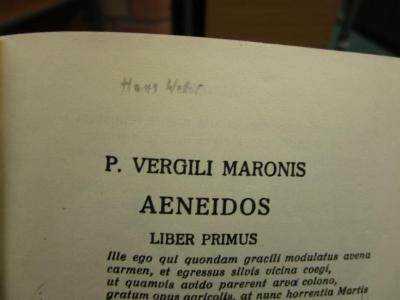 Hans Weber
P. VERGILI MARONIS
AENEIDOS
LIBER PRIMUS
Ille ego qui quondam gracili modulatus avena
carmen, et egressus silvis vicina coegi,
ut quamvis avido parerent arva colono,
gratum opus agricolis, at nunc horrentia Martis